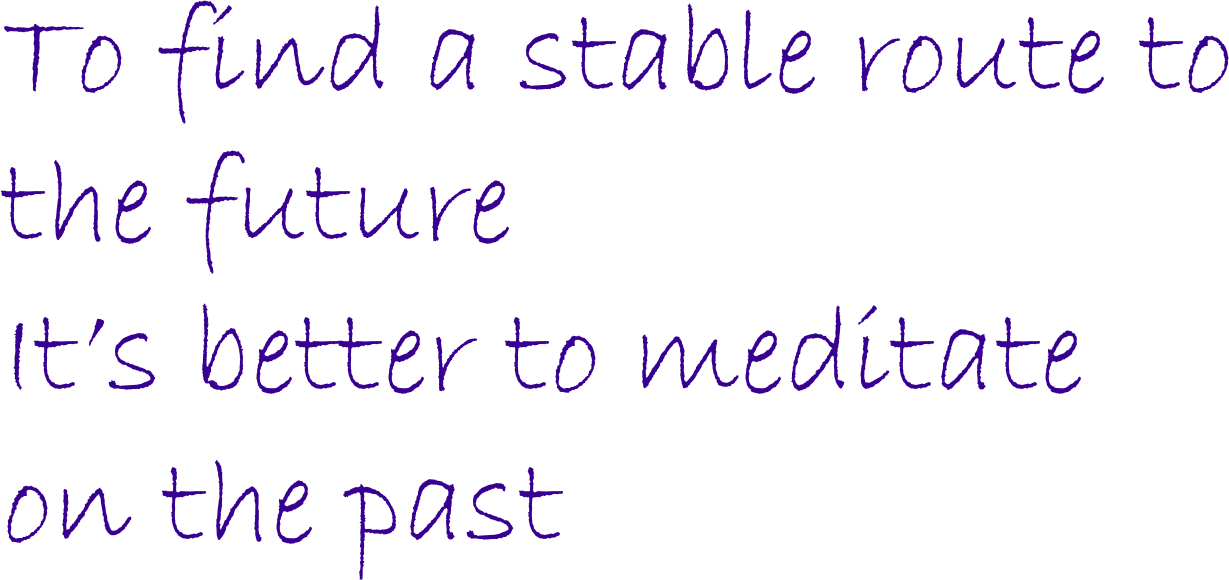 To find a stable route to
the future
It's better to meditate
on the past